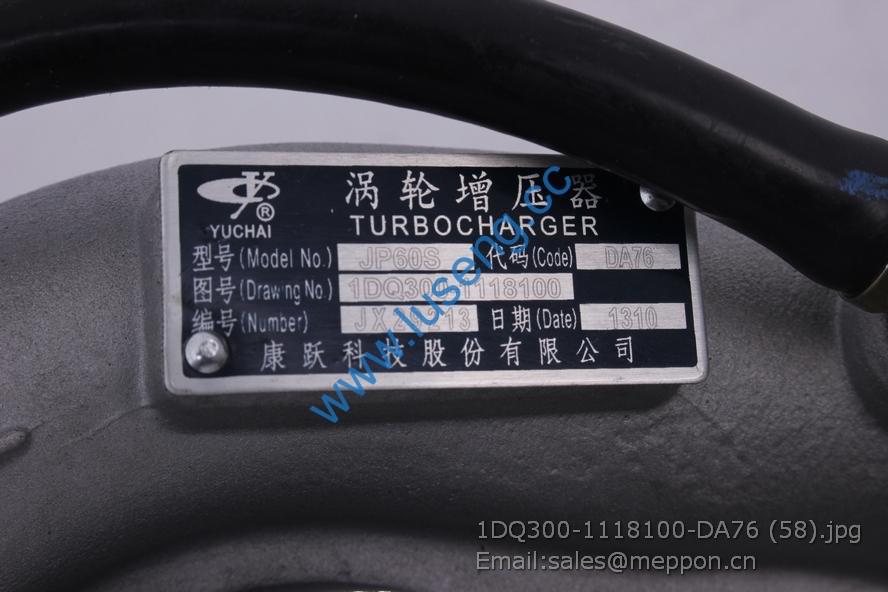 涡轮增压器
YUCHAI ®
TURBOCHARGER
型号(Model No.) JP60S 代码(Code) DA76
图号(Drawing No.) 1DQ300-1118100
编号(Number) 日期(Date) 1310
康跃科技股份有限公司
www.luseng.cc
1DQ300-1118100-DA76 (58).jpg
Email:sales@meppon.cn